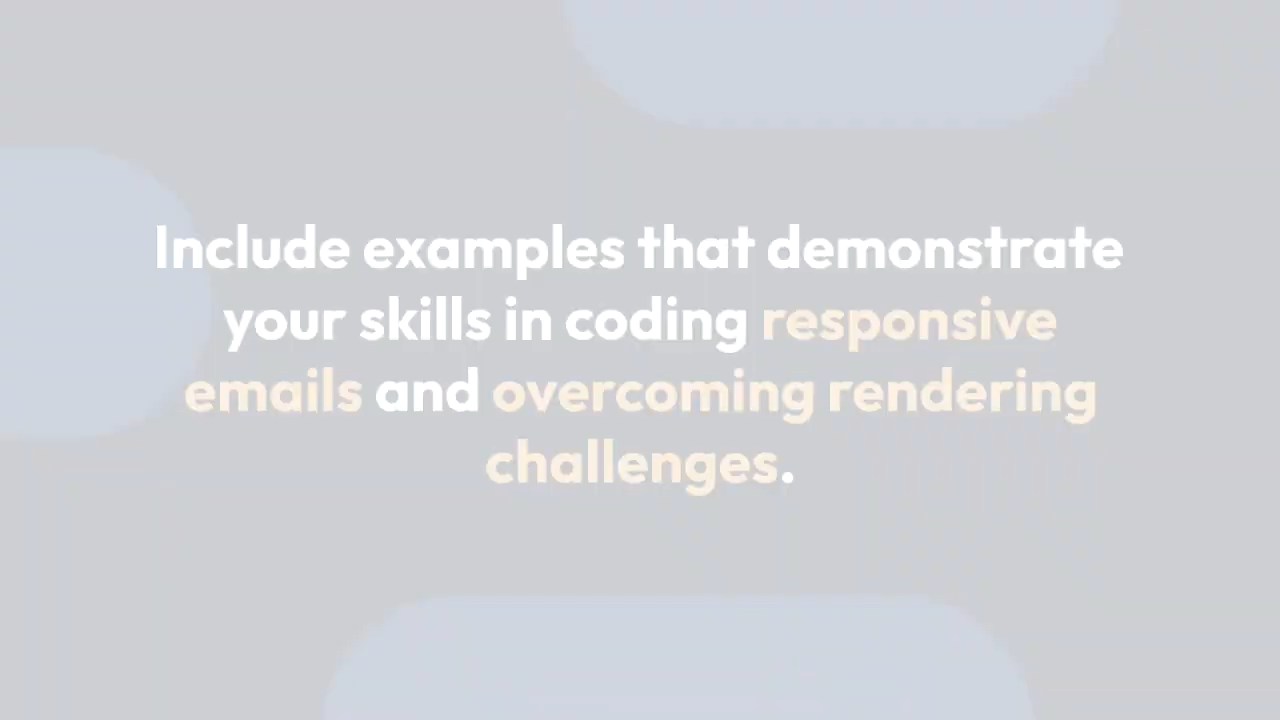 Include examples that demonstrate
your skills in coding responsive
emails and overcoming rendering
challenges.